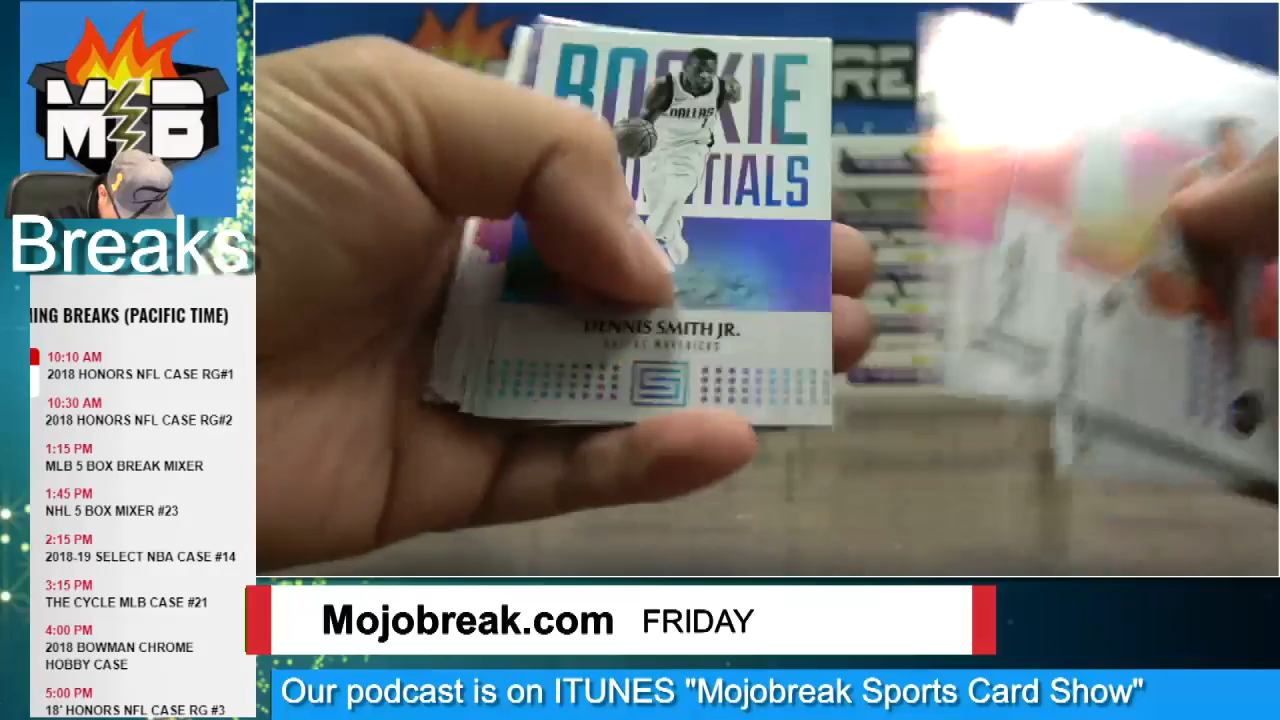 M B
Breaks
ING BREAKS (PACIFIC TIME)
10:10 AM
2018 HONORS NFL CASE RG#1
10:30 AM
2018 HONORS NFL CASE RG#2
1:15 PM
MLB 5 BOX BREAK MIXER
1:45 PM
NHL 5 BOX MIXER #23
2:15 PM
2018-19 SELECT NBA CASE #14
3:15 PM
THE CYCLE MLB CASE #21
4:00 PM
2018 BOWMAN CHROME
HOBBY CASE
5:00 PM
18' HONORS NFL CASE RG #3
ROOKIE
TIALS
DALLAS
DENNIS SMITH JR.
DALLAS MAVERICKS
RE
Mojobreak.com FRIDAY
Our podcast is on ITUNES "Mojobreak Sports Card Show"